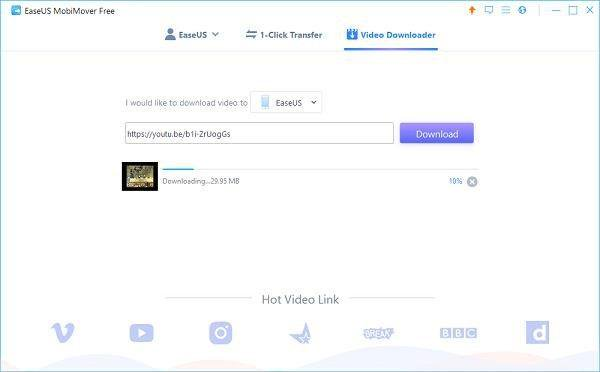 EaseUS MobiMover Free
EaseUS
1-Click Transfer
Video Downloader
I would like to download video to
EaseUS
https://youtu.be/b1i-ZrUogGs
Download
Downloading...29.95 MB
10%
Hot Video Link
BREAK
BBC
d